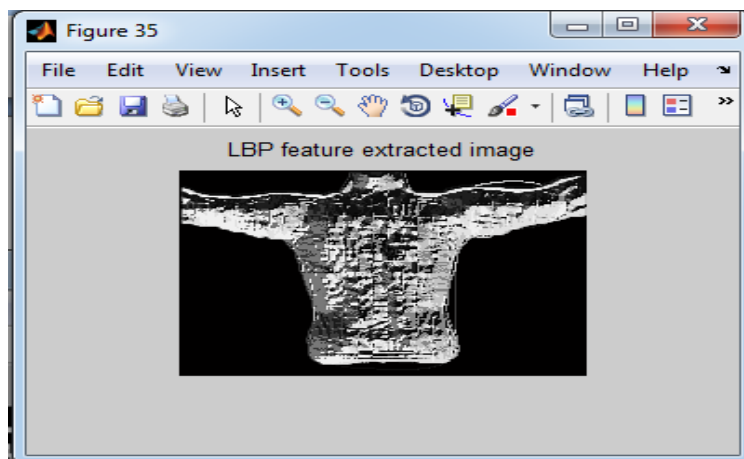 Figure 35
File Edit View Insert Tools Desktop Window Help
LBP feature extracted image